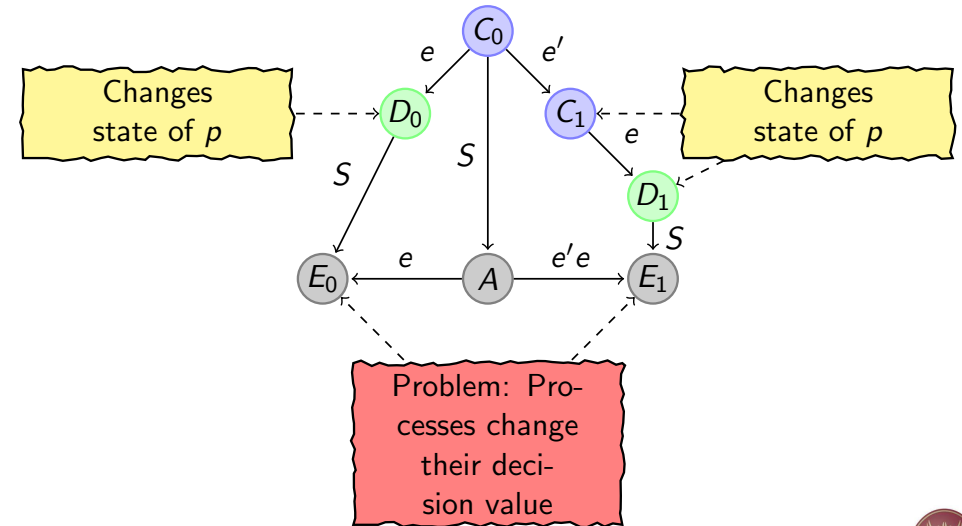 C₀
e
e′
Changes
state of p
D₀
C₁
Changes
state of p
S
S
e
D₁
S
E₀
e
A
e′e
E₁
Problem: Pro-
cesses change
their deci-
sion value